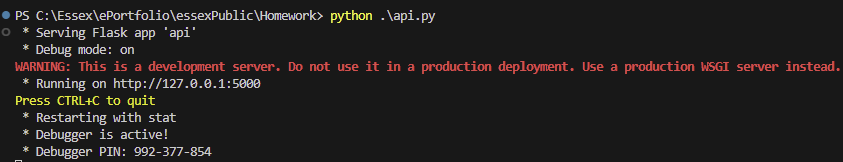 PS C:\Essex\ePortfolio\essexPublic\Homework> python .\api.py
 * Serving Flask app 'api'
 * Debug mode: on
WARNING: This is a development server. Do not use it in a production deployment. Use a production WSGI server instead.
 * Running on http://127.0.0.1:5000
Press CTRL+C to quit
 * Restarting with stat
 * Debugger is active!
 * Debugger PIN: 992-377-854